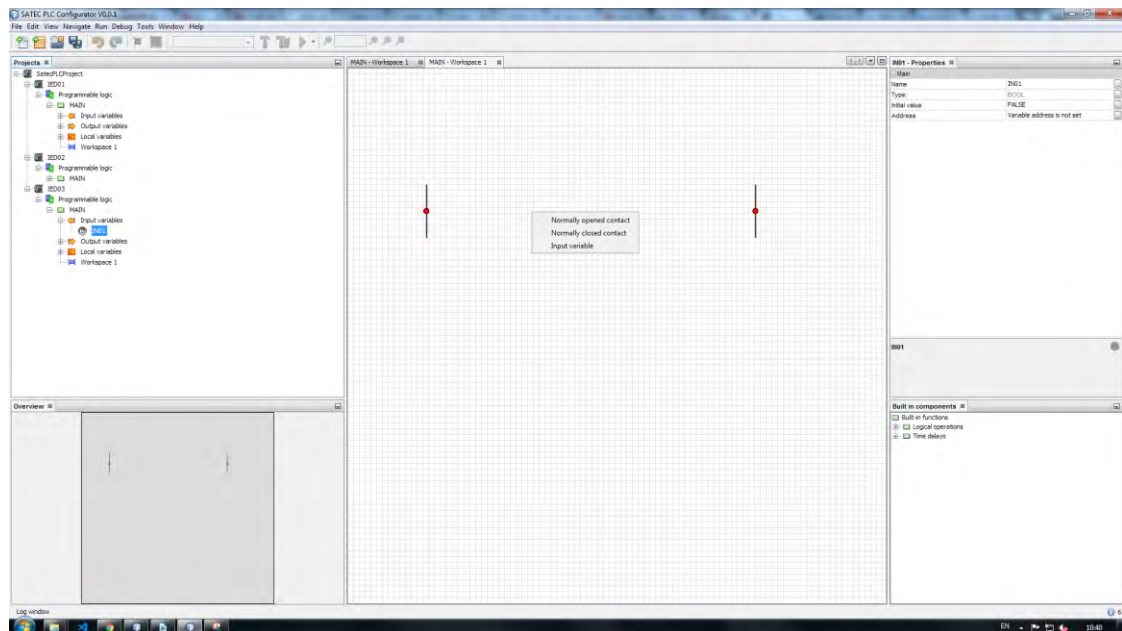 SATEC PLC Configurator V0.0.1
File Edit View Navigate Run Debug Tools Window Help
Projects
SatecPLCProject
IED01
Programmable logic
MAIN
Input variables
Output variables
Local variables
Workspace 1
IED02
Programmable logic
MAIN
IED03
Programmable logic
MAIN
Input variables
IN01
Output variables
Local variables
Workspace 1
Overview
MAIN - Workspace 1
MAIN - Workspace 1
Normally opened contact
Normally closed contact
Input variable
IN01 - Properties
Main
Name IN01
Type: BOOL
Initial value FALSE
Address Variable address is not set
IN01
Built in components
Built-in functions
Logical operations
Time delays
Log window
6
EN
10:40